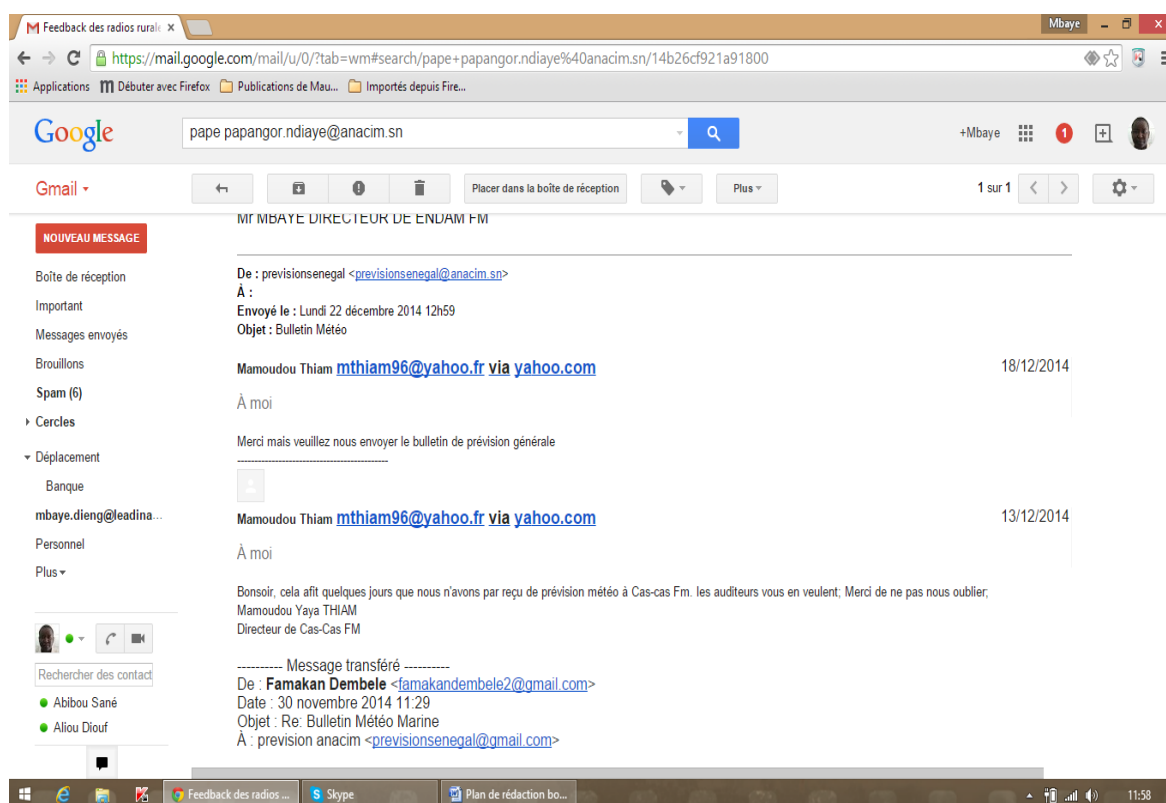 Feedback des radios rurale
Mbaye
https://mail.google.com/mail/u/0/?tab=wm#search/pape+papangor.ndiaye%40anacim.sn/14b26cf921a91800
Applications Débuter avec Firefox Publications de Mau... Importés depuis Fire...
Google pape papangor.ndiaye@anacim.sn +Mbaye 1
Gmail Placer dans la boîte de réception Plus 1 sur 1
NOUVEAU MESSAGE
Boîte de réception
Important
Messages envoyés
Brouillons
Spam (6)
Cercles
Déplacement
Banque
mbaye.dieng@leadina...
Personnel
Plus
Rechercher des contact
Abibou Sané
Aliou Diouf
Mr MBAYE DIRECTEUR DE ENDAM FM
De : previsionsenegal <previsionsenegal@anacim.sn>
À :
Envoyé le : Lundi 22 décembre 2014 12h59
Objet : Bulletin Météo
Mamoudou Thiam mthiam96@yahoo.fr via yahoo.com 18/12/2014
À moi
Merci mais veuillez nous envoyer le bulletin de prévision générale
--------------------------------------------
Mamoudou Thiam mthiam96@yahoo.fr via yahoo.com 13/12/2014
À moi
Bonsoir, cela afit quelques jours que nous n'avons par reçu de prévision météo à Cas-cas Fm. les auditeurs vous en veulent; Merci de ne pas nous oublier;
Mamoudou Yaya THIAM
Directeur de Cas-Cas FM
---------- Message transféré ----------
De : Famakan Dembele <famakandembele2@gmail.com>
Date : 30 novembre 2014 11:29
Objet : Re: Bulletin Météo Marine
À : prevision anacim <previsionsenegal@gmail.com>
Feedback des radios ... Skype Plan de rédaction bo... 11:58